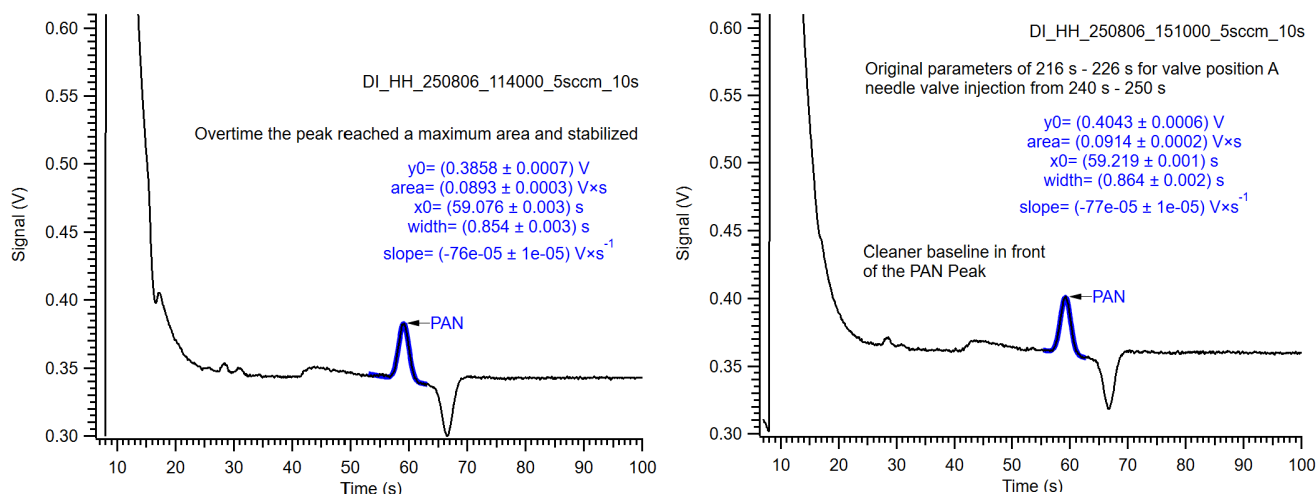 DI_HH_250806_114000_5sccm_10s
Overtime the peak reached a maximum area and stabilized
y0= (0.3858 ± 0.0007) V
area= (0.0893 ± 0.0003) V×s
x0= (59.076 ± 0.003) s
width= (0.854 ± 0.003) s
slope= (-76e-05 ± 1e-05) V×s⁻¹
PAN
Signal (V)
0.60
0.55
0.50
0.45
0.40
0.35
0.30
10 20 30 40 50 60 70 80 90 100
Time (s)
DI_HH_250806_151000_5sccm_10s
Original parameters of 216 s - 226 s for valve position A
needle valve injection from 240 s - 250 s
y0= (0.4043 ± 0.0006) V
area= (0.0914 ± 0.0002) V×s
x0= (59.219 ± 0.001) s
width= (0.864 ± 0.002) s
slope= (-77e-05 ± 1e-05) V×s⁻¹
Cleaner baseline in front
of the PAN Peak
PAN
Signal (V)
0.60
0.55
0.50
0.45
0.40
0.35
0.30
10 20 30 40 50 60 70 80 90 100
Time (s)